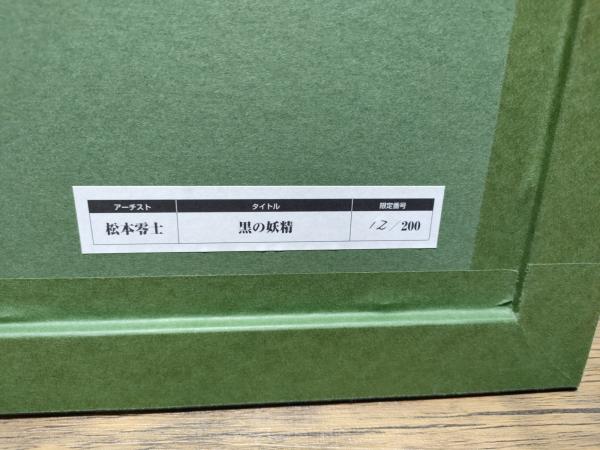 アーチスト タイトル 限定番号
松本零士 黒の妖精 12/200